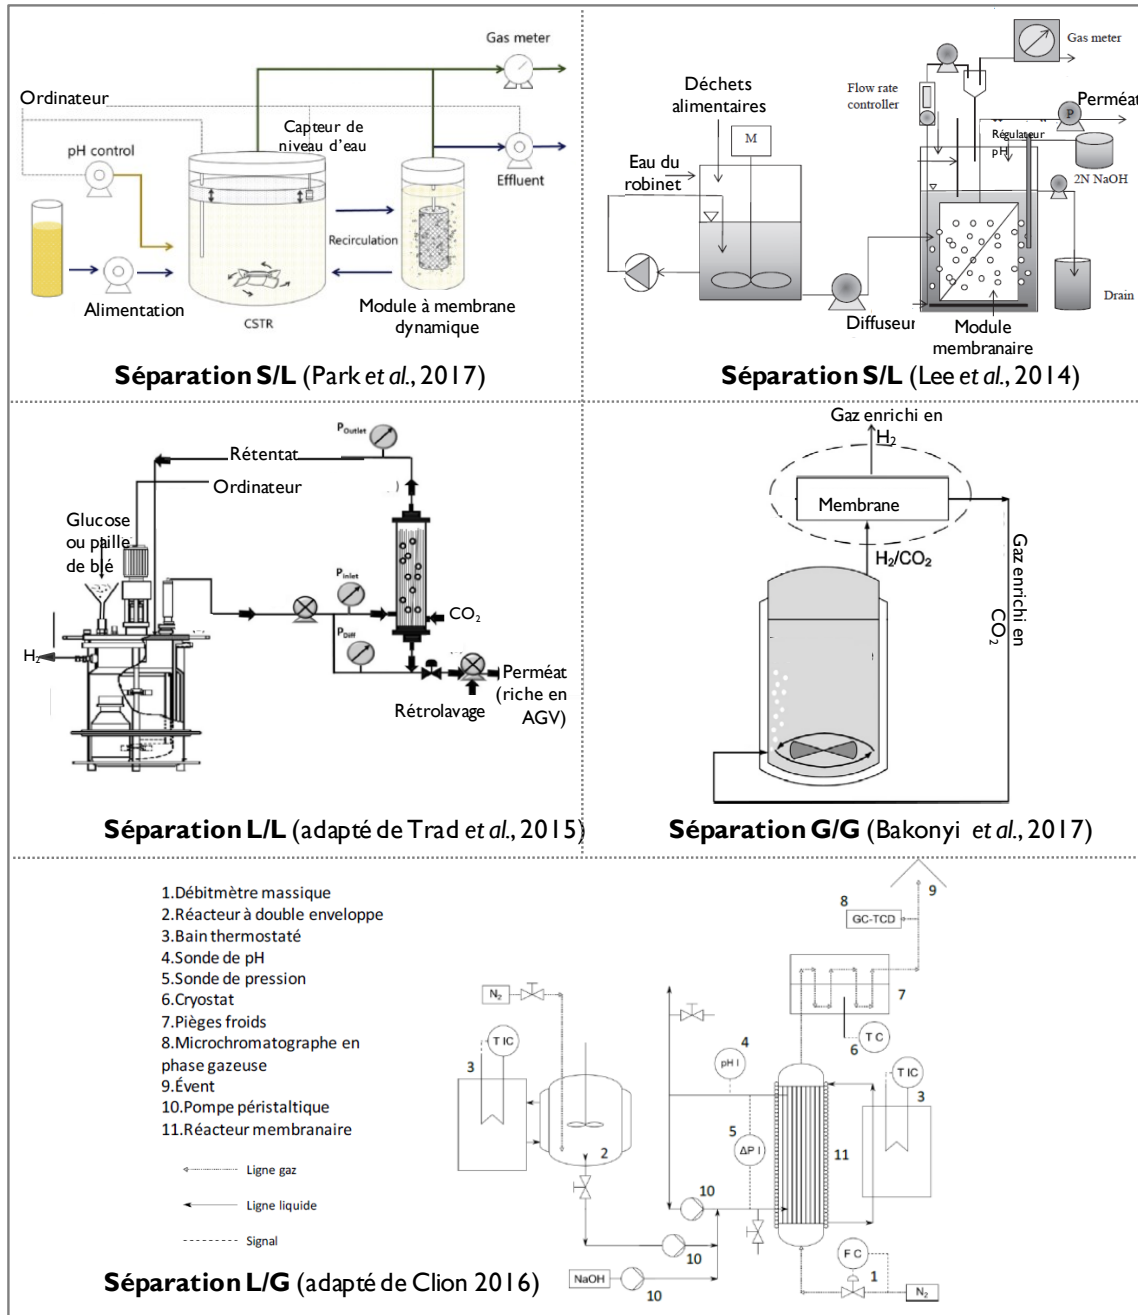 Gas meter
Ordinateur
Capteur de
niveau d'eau
pH control
Effluent
Recirculation
Alimentation
CSTR
Module à membrane
dynamique
Séparation S/L (Park et al., 2017)
Gas meter
Déchets
alimentaires
Flow rate
controller
Perméat
P
M
Régulateur
pH
Eau du
robinet
2N NaOH
Drain
Diffuseur
Module
membranaire
Séparation S/L (Lee et al., 2014)
POutlet
Rétentat
)
Ordinateur
Glucose
ou paille
de blé
PInlet
CO2
PDiff
H2
Perméat
(riche en
AGV)
Rétrolavage
Séparation L/L (adapté de Trad et al., 2015)
Gaz enrichi en
H2
Membrane
H2/CO2
Gaz enrichi en
CO2
Séparation G/G (Bakonyi et al., 2017)
1.Débitmètre massique
2.Réacteur à double enveloppe
3.Bain thermostaté
4.Sonde de pH
5.Sonde de pression
6.Cryostat
7.Pièges froids
8.Microchromatographe en
phase gazeuse
9.Évent
10.Pompe péristaltique
11.Réacteur membranaire
Ligne gaz
Ligne liquide
Signal
9
8
GC-TCD
7
N2
6
T C
4
pH I
3
T IC
T IC
3
5
ΔP I
2
11
10
10
F C
1
NaOH
10
N2
Séparation L/G (adapté de Clion 2016)